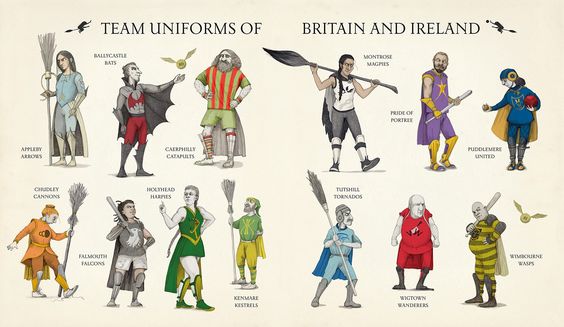 TEAM UNIFORMS OF BRITAIN AND IRELAND
BALLYCASTLE
BATS
MONTROSE
MAGPIES
APPLEBY
ARROWS
CAERPHILLY
CATAPULTS
PRIDE OF
PORTREE
PUDDLEMERE
UNITED
CHUDLEY
CANNONS
HOLYHEAD
HARPIES
TUTSHILL
TORNADOS
FALMOUTH
FALCONS
KENMARE
KESTRELS
WIGTOWN
WANDERERS
WIMBOURNE
WASPS